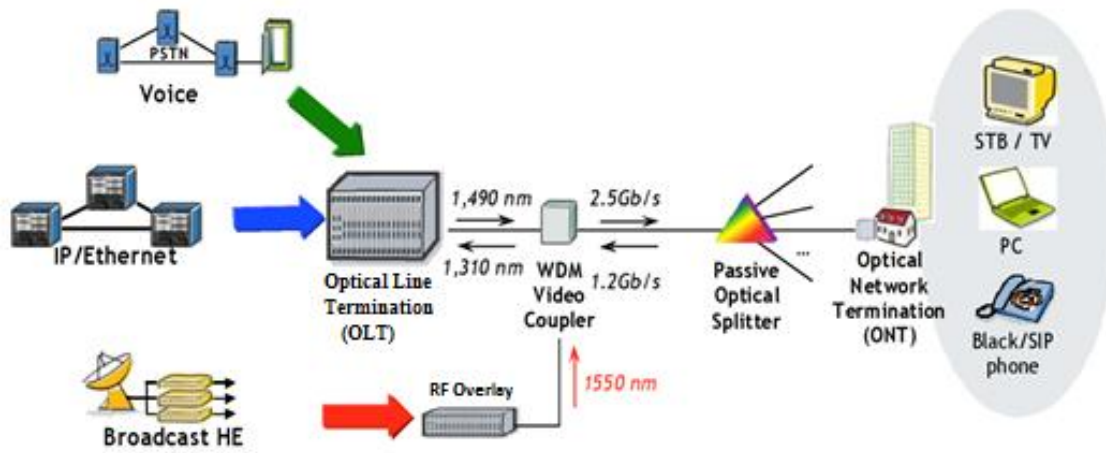 PSTN
Voice
IP/Ethernet
Broadcast HE
Optical Line
Termination
(OLT)
1,490 nm
1,310 nm
WDM
Video
Coupler
2.5Gb/s
1.2Gb/s
RF Overlay
1550 nm
Passive
Optical
Splitter
...
Optical
Network
Termination
(ONT)
STB / TV
PC
Black/SIP
phone